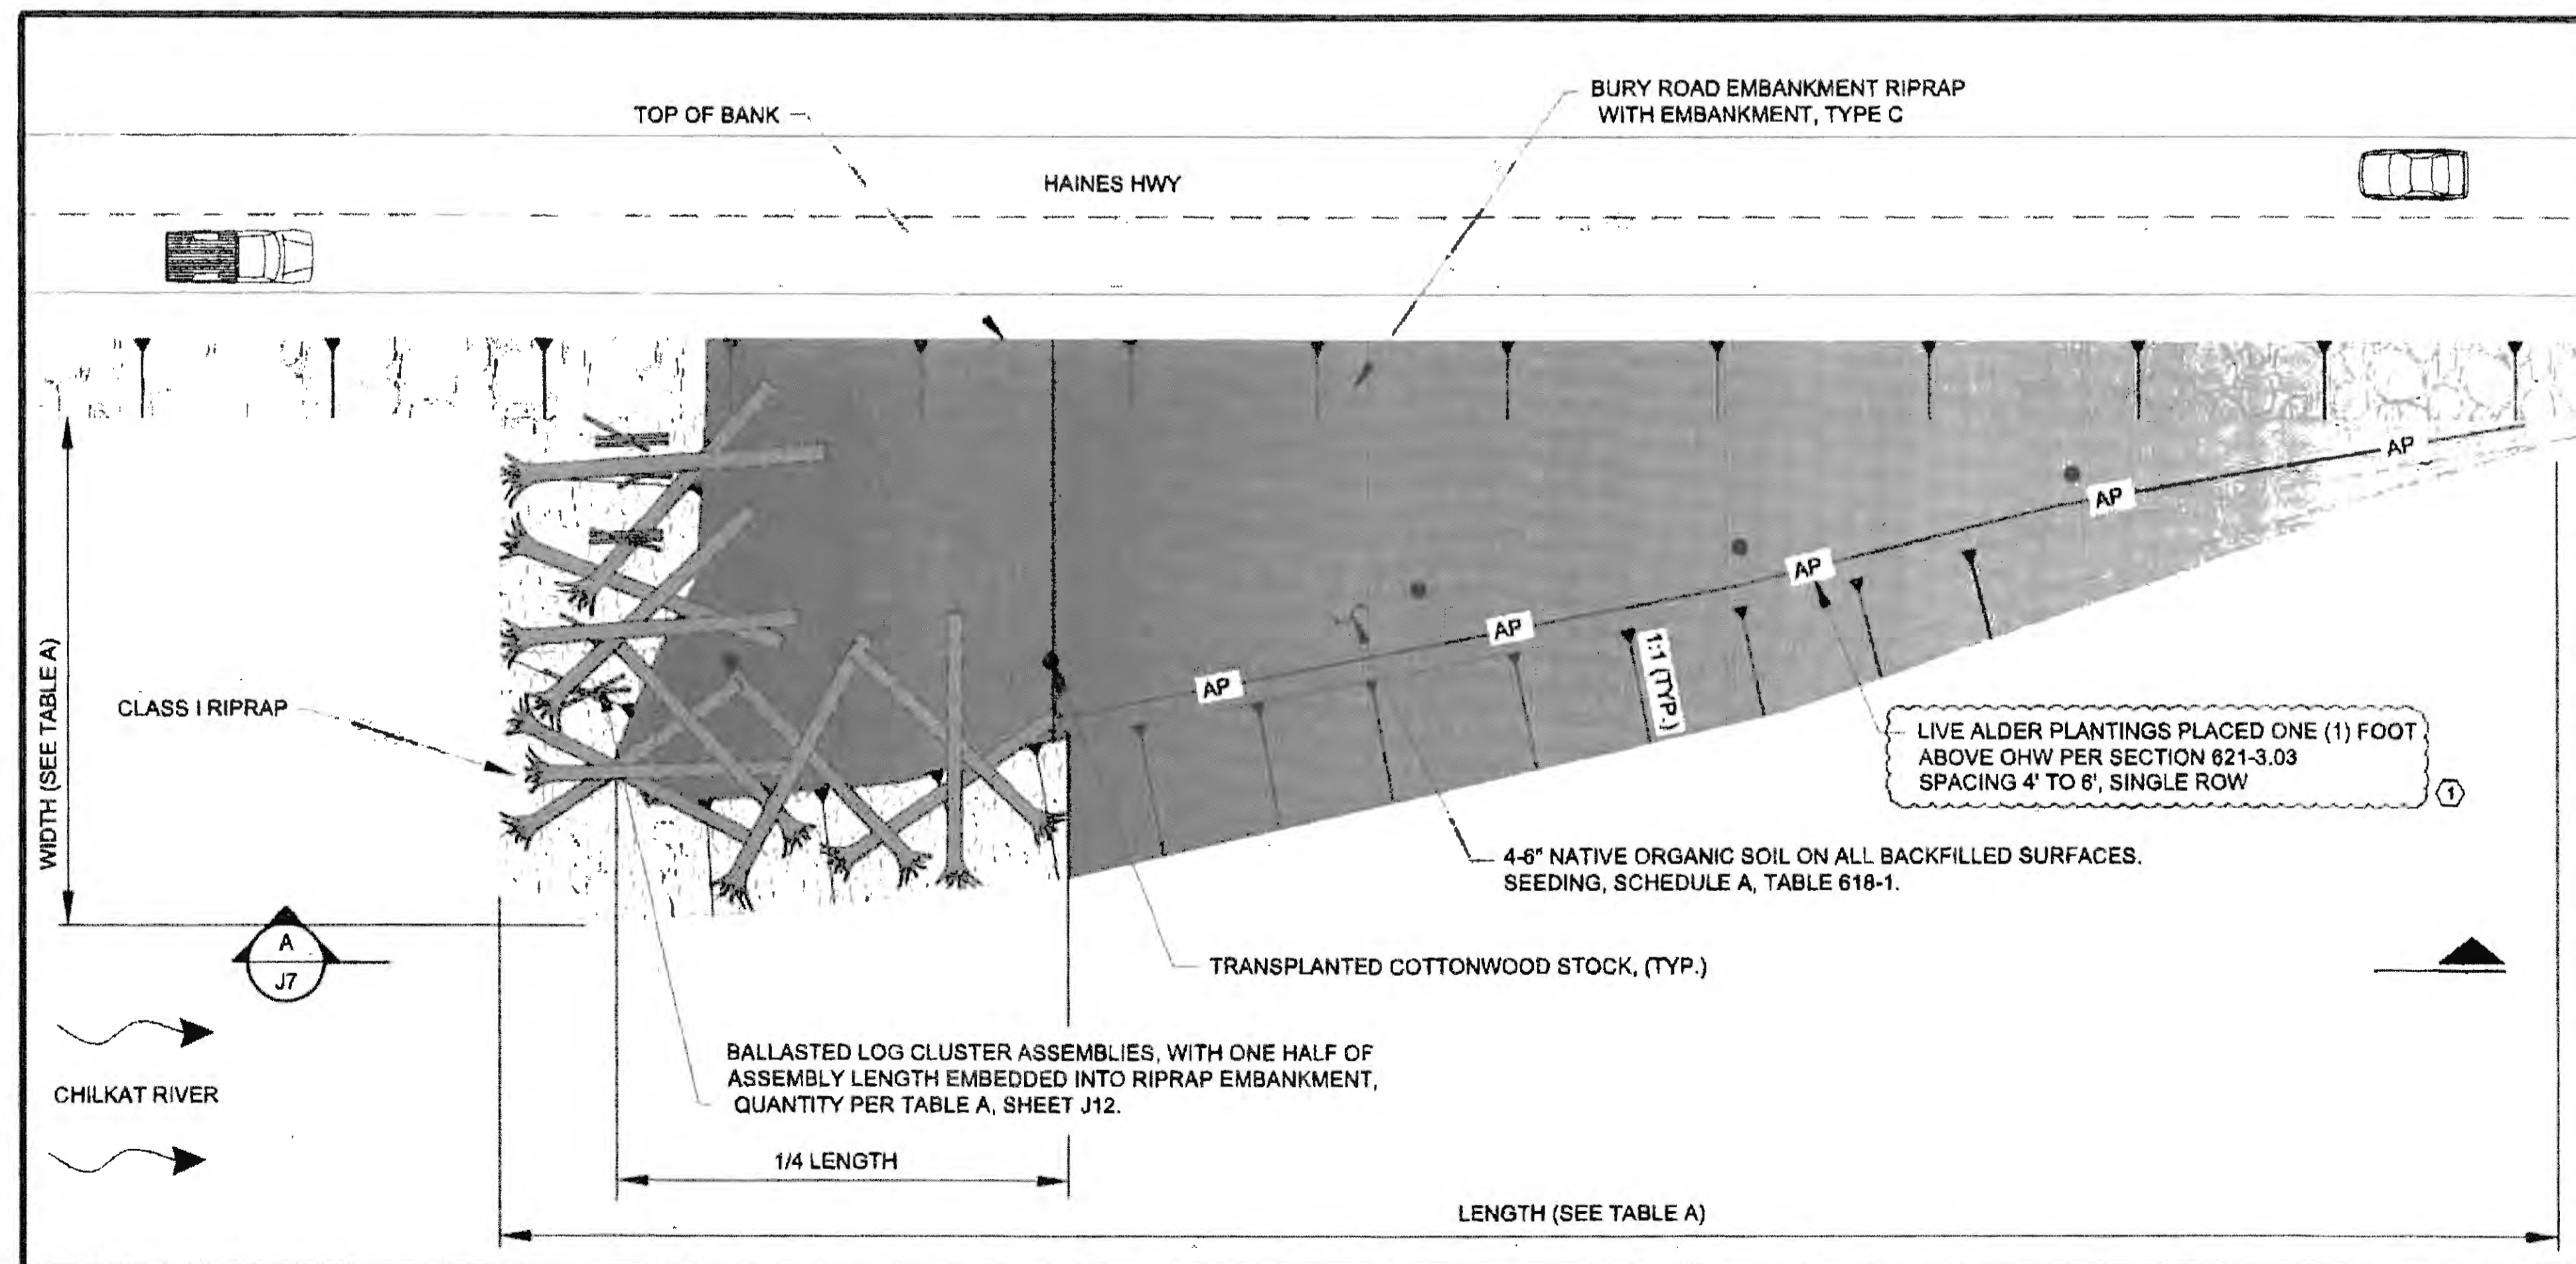 BURY ROAD EMBANKMENT RIPRAP
WITH EMBANKMENT, TYPE C
TOP OF BANK
HAINES HWY
AP
AP
AP
AP
AP
1:1 (TYP.)
WIDTH (SEE TABLE A)
CLASS I RIPRAP
LIVE ALDER PLANTINGS PLACED ONE (1) FOOT
ABOVE OHW PER SECTION 621-3.03
SPACING 4' TO 6', SINGLE ROW
1
4-6" NATIVE ORGANIC SOIL ON ALL BACKFILLED SURFACES.
SEEDING, SCHEDULE A, TABLE 618-1.
A
J7
TRANSPLANTED COTTONWOOD STOCK, (TYP.)
BALLASTED LOG CLUSTER ASSEMBLIES, WITH ONE HALF OF
ASSEMBLY LENGTH EMBEDDED INTO RIPRAP EMBANKMENT,
QUANTITY PER TABLE A, SHEET J12.
CHILKAT RIVER
1/4 LENGTH
LENGTH (SEE TABLE A)